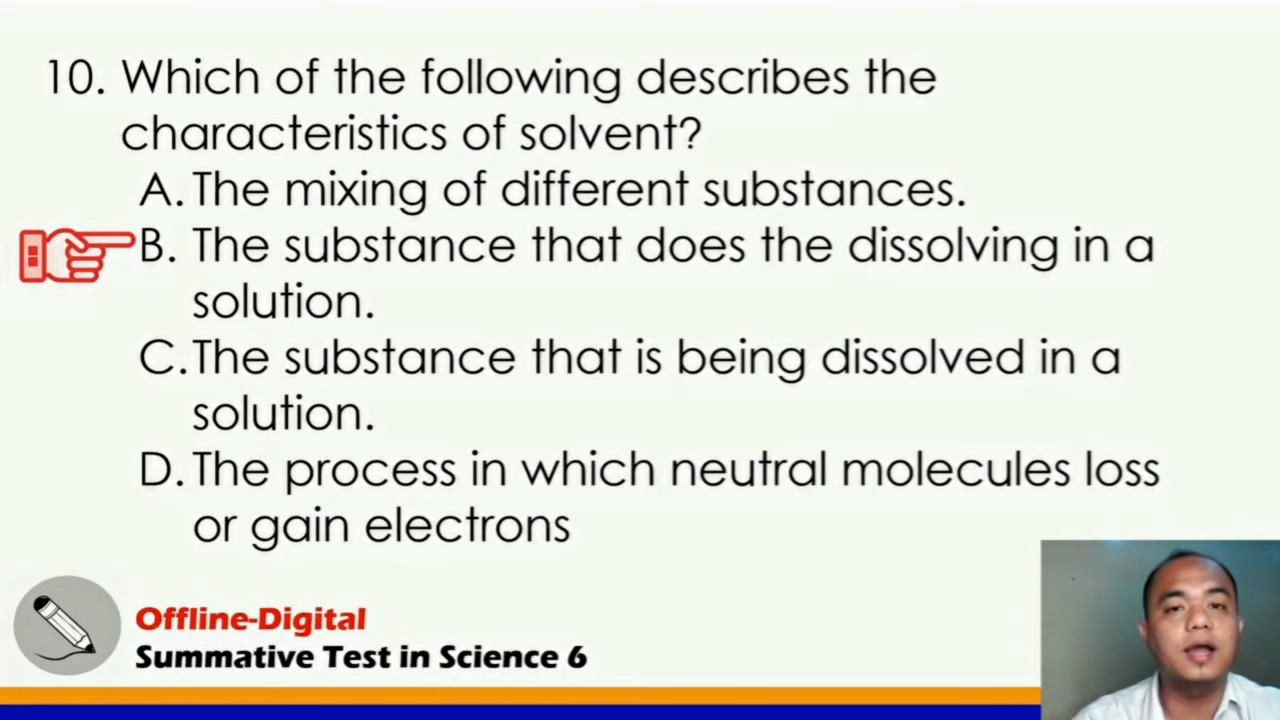 10. Which of the following describes the
characteristics of solvent?
A. The mixing of different substances.
B. The substance that does the dissolving in a
solution.
C. The substance that is being dissolved in a
solution.
D. The process in which neutral molecules loss
or gain electrons
Offline-Digital
Summative Test in Science 6